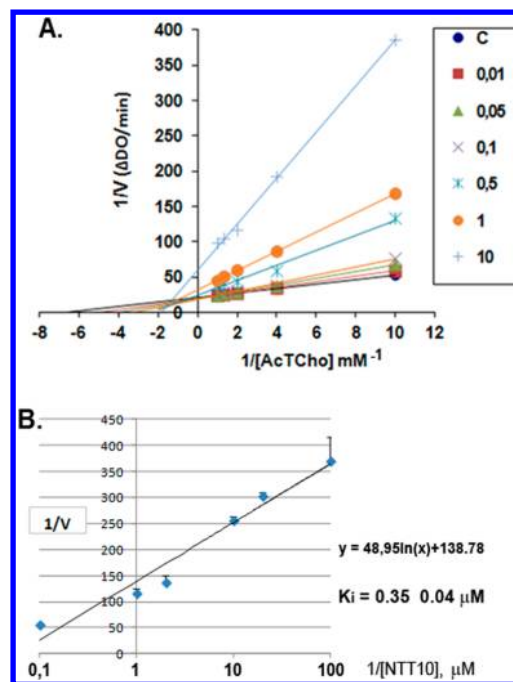 A.
1/V (ΔDO/min)
400
350
300
250
200
150
100
50
0
-8 -6 -4 -2 0 2 4 6 8 10 12
1/[AcTCho] mM⁻¹
C
0,01
0,05
0,1
0,5
1
10
B.
450
400
350
300
250
200
150
100
50
0
1/V
0,1 1 10 100
1/[NTT10], μM
y = 48,95ln(x)+138.78
Ki = 0.35 0.04 μM